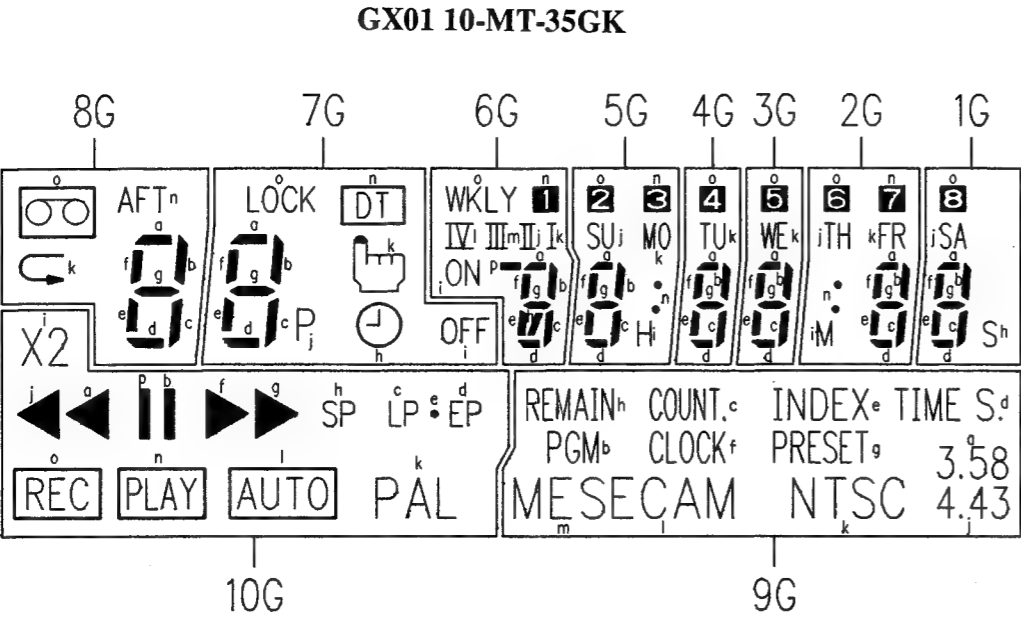 GX01 10-MT-35GK
8G 7G 6G 5G 4G 3G 2G 1G
o o n o n o n o o o n o
AFT n LOCK DT WKLY 1 2 3 4 5 6 7 8
IV l III m II j I k SU j MO k TU k WE k j TH k FR j SA
a b c d e f g k
a b c d e f g P j k h
i ON p a b c d e f g h
OFF i
a b c d e f g n H i
a b c d e f g
a b c d e f g
n i M a b c d e f g
a b c d e f g S h
X2 i
j a p b f g h SP c LP e d EP
REMAIN h COUNT. c INDEX e TIME S. d
PGM b CLOCK f PRESET g 3.58
o REC n PLAY l AUTO k PAL
ME m SECAM l NTSC k 4.43 j
10G 9G